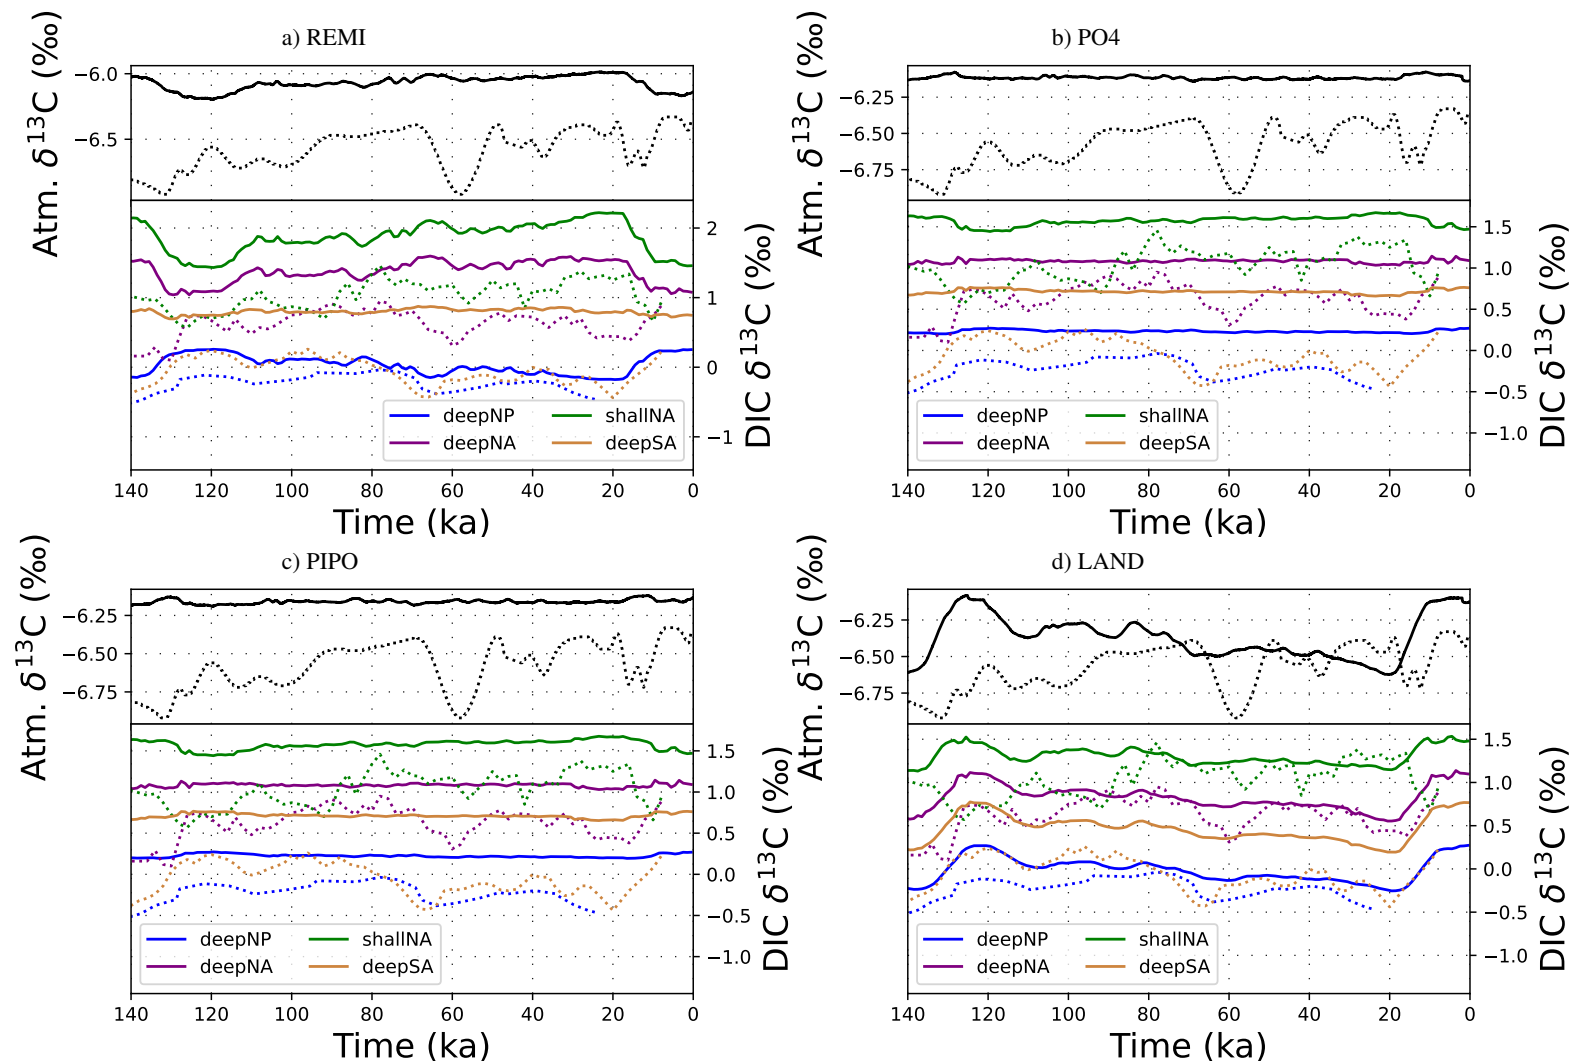 a) REMI
Atm. δ¹³C (‰)
−6.0
−6.5
DIC δ¹³C (‰)
2
1
0
−1
deepNP
deepNA
shallNA
deepSA
140 120 100 80 60 40 20 0
Time (ka)
b) PO4
Atm. δ¹³C (‰)
−6.25
−6.50
−6.75
DIC δ¹³C (‰)
1.5
1.0
0.5
0.0
−0.5
−1.0
deepNP
deepNA
shallNA
deepSA
140 120 100 80 60 40 20 0
Time (ka)
c) PIPO
Atm. δ¹³C (‰)
−6.25
−6.50
−6.75
DIC δ¹³C (‰)
1.5
1.0
0.5
0.0
−0.5
−1.0
deepNP
deepNA
shallNA
deepSA
140 120 100 80 60 40 20 0
Time (ka)
d) LAND
Atm. δ¹³C (‰)
−6.25
−6.50
−6.75
DIC δ¹³C (‰)
1.5
1.0
0.5
0.0
−0.5
−1.0
deepNP
deepNA
shallNA
deepSA
140 120 100 80 60 40 20 0
Time (ka)